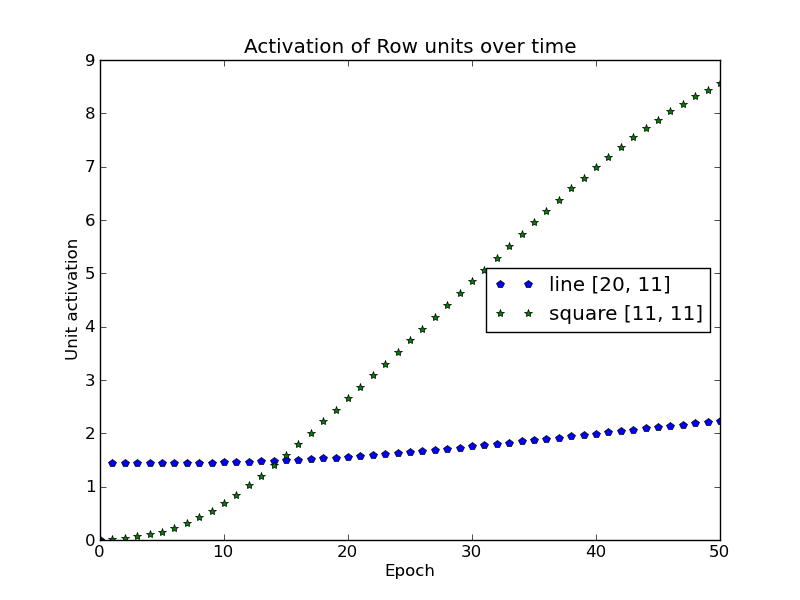 Activation of Row units over time
9
8
7
6
5
4
3
2
1
0
Unit activation
line [20, 11]
square [11, 11]
0 10 20 30 40 50
Epoch